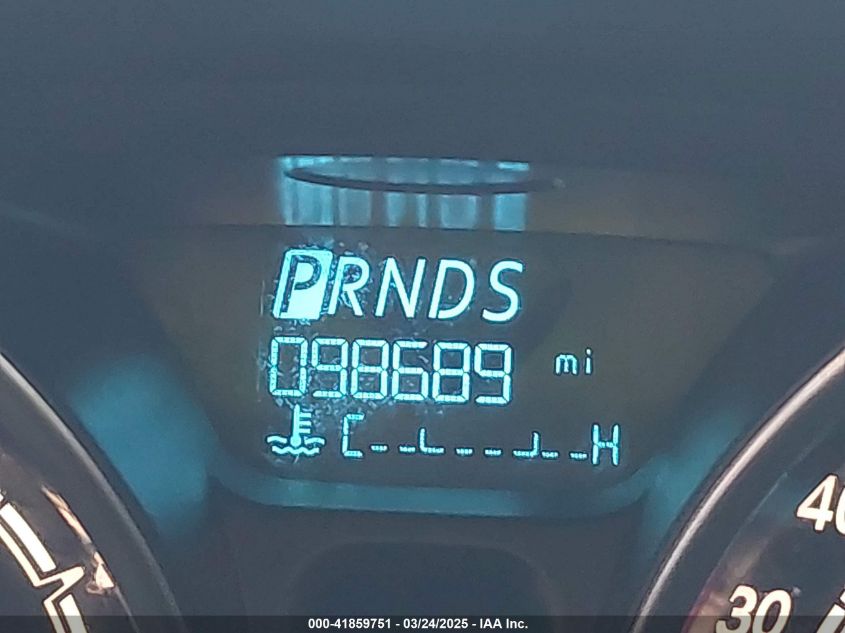 PRNDS
098689 mi
C H
40
30
000-41859751 — 03/24/2025 — IAA Inc.